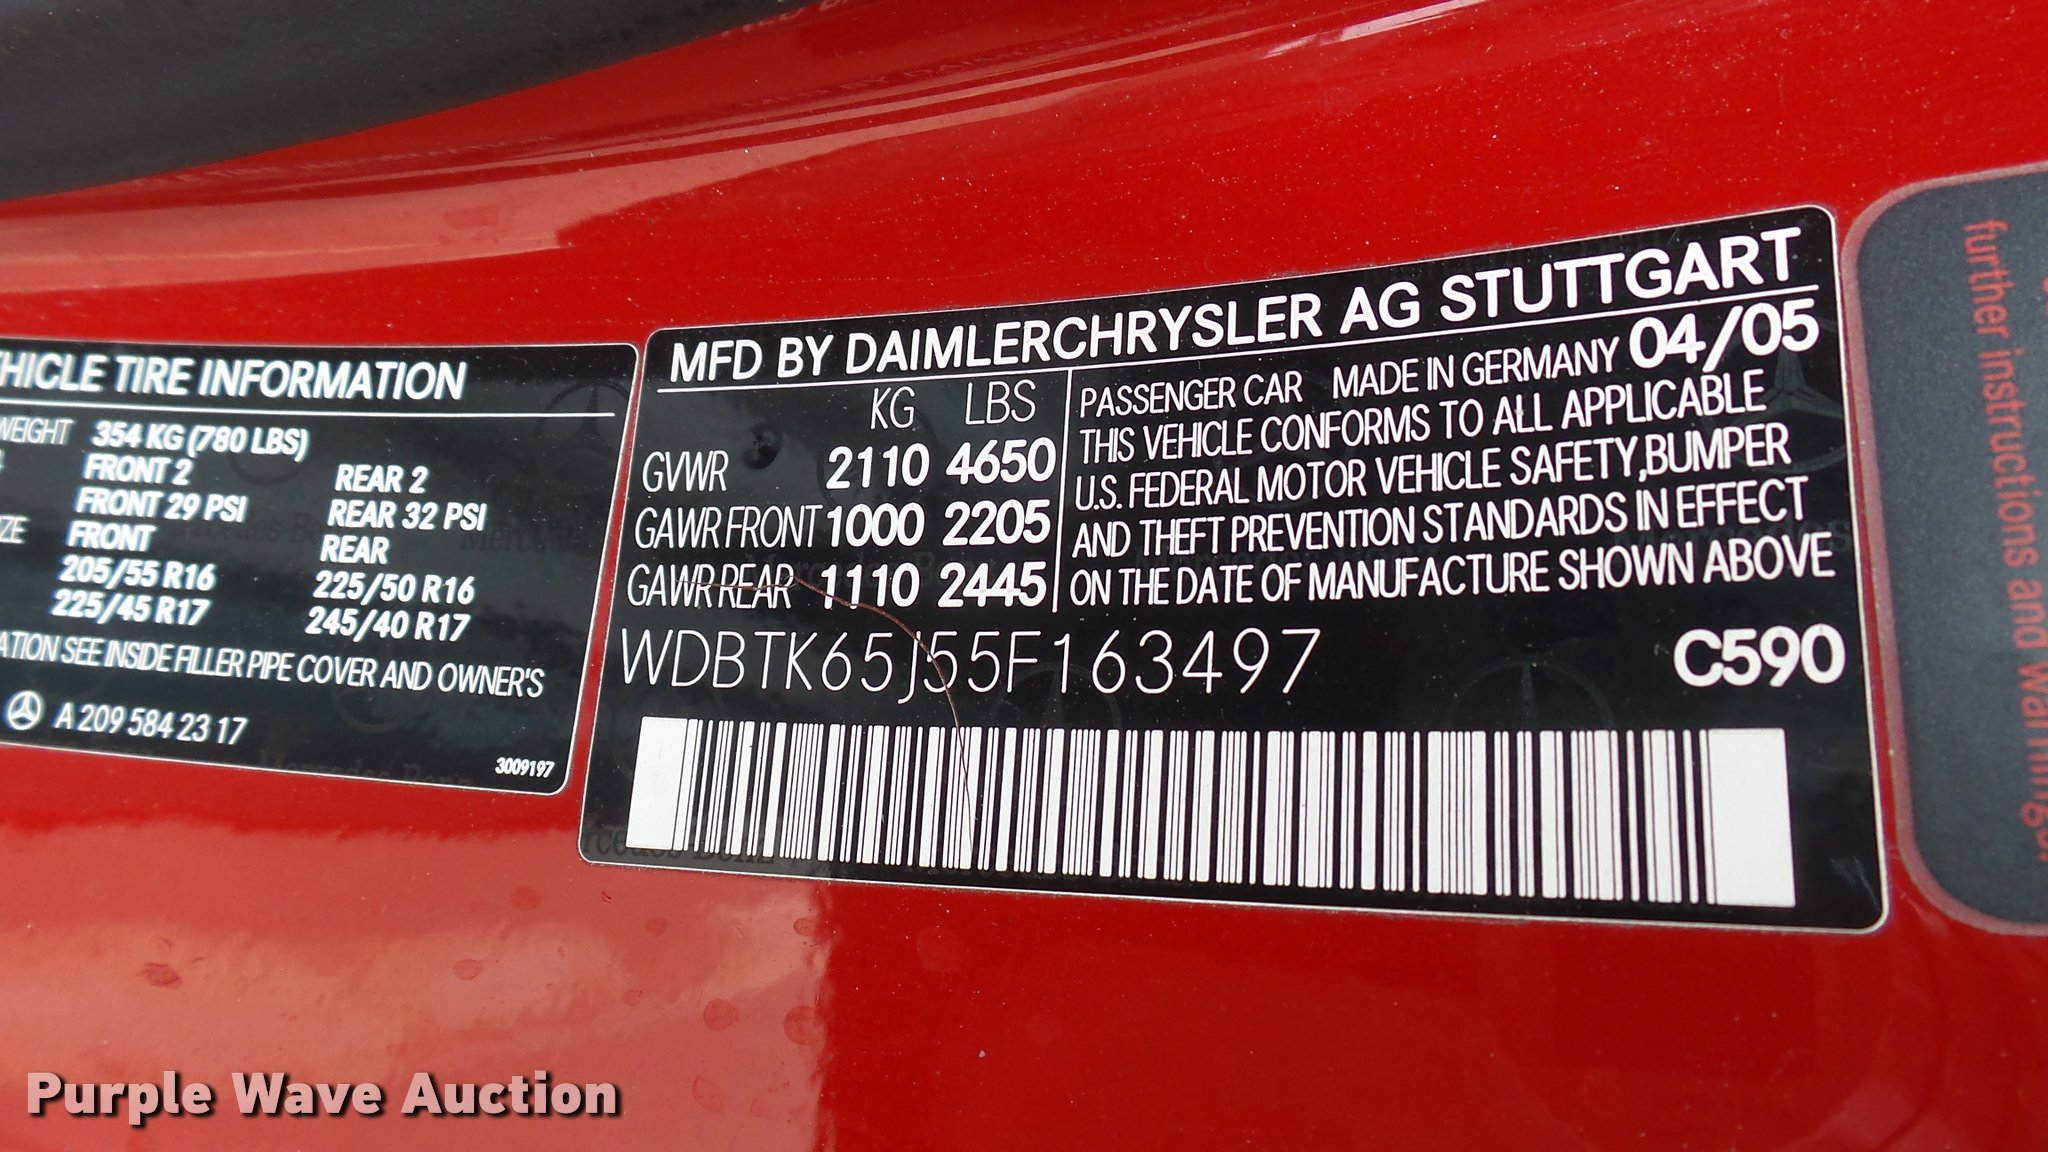 HICLE TIRE INFORMATION
WEIGHT 354 KG (780 LBS)
FRONT 2 REAR 2
FRONT 29 PSI REAR 32 PSI
FRONT REAR
205/55 R16 225/50 R16
225/45 R17 245/40 R17
ATION SEE INSIDE FILLER PIPE COVER AND OWNER'S
A 209 584 23 17
3009197
MFD BY DAIMLERCHRYSLER AG STUTTGART
KG LBS
GVWR 2110 4650
GAWR FRONT 1000 2205
GAWR REAR 1110 2445
PASSENGER CAR MADE IN GERMANY 04/05
THIS VEHICLE CONFORMS TO ALL APPLICABLE
U.S. FEDERAL MOTOR VEHICLE SAFETY,BUMPER
AND THEFT PREVENTION STANDARDS IN EFFECT
ON THE DATE OF MANUFACTURE SHOWN ABOVE
WDBTK65J55F163497 C590
further instructions and warnings.
Purple Wave Auction